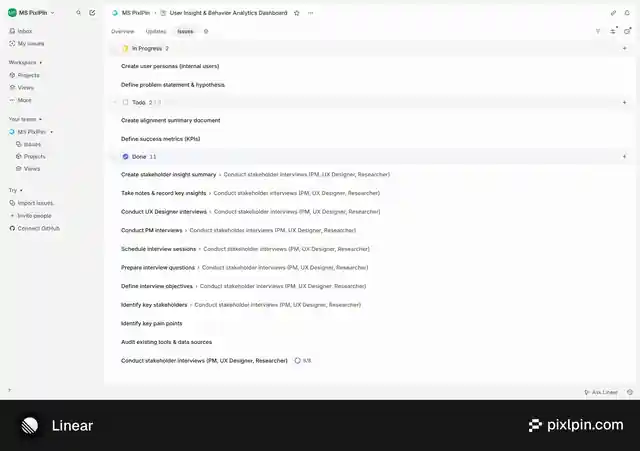 MS PixlPin
MS PixlPin › User Insight & Behavior Analytics Dashboard
Inbox
My issues
Workspace
Projects
Views
More
Your teams
MS PixlPin
Issues
Projects
Views
Try
Import issues
Invite people
Connect GitHub
Overview Updates Issues
In Progress 2
Create user personas (internal users)
Define problem statement & hypothesis
Todo 2
Create alignment summary document
Define success metrics (KPIs)
Done 11
Create stakeholder insight summary › Conduct stakeholder interviews (PM, UX Designer, Researcher)
Take notes & record key insights › Conduct stakeholder interviews (PM, UX Designer, Researcher)
Conduct UX Designer interviews › Conduct stakeholder interviews (PM, UX Designer, Researcher)
Conduct PM interviews › Conduct stakeholder interviews (PM, UX Designer, Researcher)
Schedule interview sessions › Conduct stakeholder interviews (PM, UX Designer, Researcher)
Prepare interview questions › Conduct stakeholder interviews (PM, UX Designer, Researcher)
Define interview objectives › Conduct stakeholder interviews (PM, UX Designer, Researcher)
Identify key stakeholders › Conduct stakeholder interviews (PM, UX Designer, Researcher)
Identify key pain points
Audit existing tools & data sources
Conduct stakeholder interviews (PM, UX Designer, Researcher) 8/8
?
Ask Linear
Linear
pixlpin.com